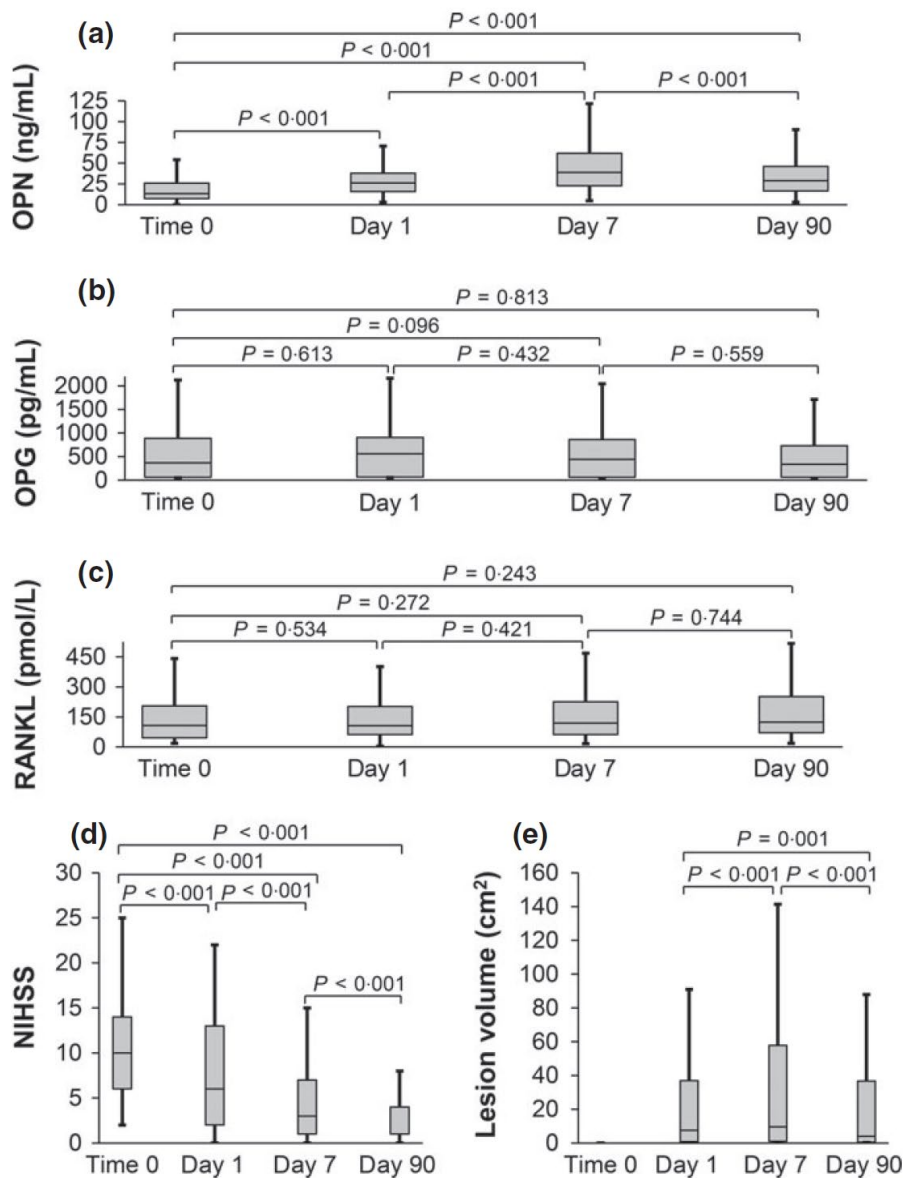 (a)
P < 0·001
P < 0·001
P < 0·001 P < 0·001
P < 0·001
OPN (ng/mL)
125
100
75
50
25
0
Time 0 Day 1 Day 7 Day 90
(b)
P = 0·813
P = 0·096
P = 0·613 P = 0·432 P = 0·559
OPG (pg/mL)
2000
1500
1000
500
0
Time 0 Day 1 Day 7 Day 90
(c)
P = 0·243
P = 0·272
P = 0·534 P = 0·421 P = 0·744
RANKL (pmol/L)
450
300
150
0
Time 0 Day 1 Day 7 Day 90
(d)
P < 0·001
P < 0·001
P < 0·001 P < 0·001
P < 0·001
NIHSS
30
25
20
15
10
5
0
Time 0 Day 1 Day 7 Day 90
(e)
P = 0·001
P < 0·001 P < 0·001
Lesion volume (cm²)
160
140
120
100
80
60
40
20
0
Time 0 Day 1 Day 7 Day 90